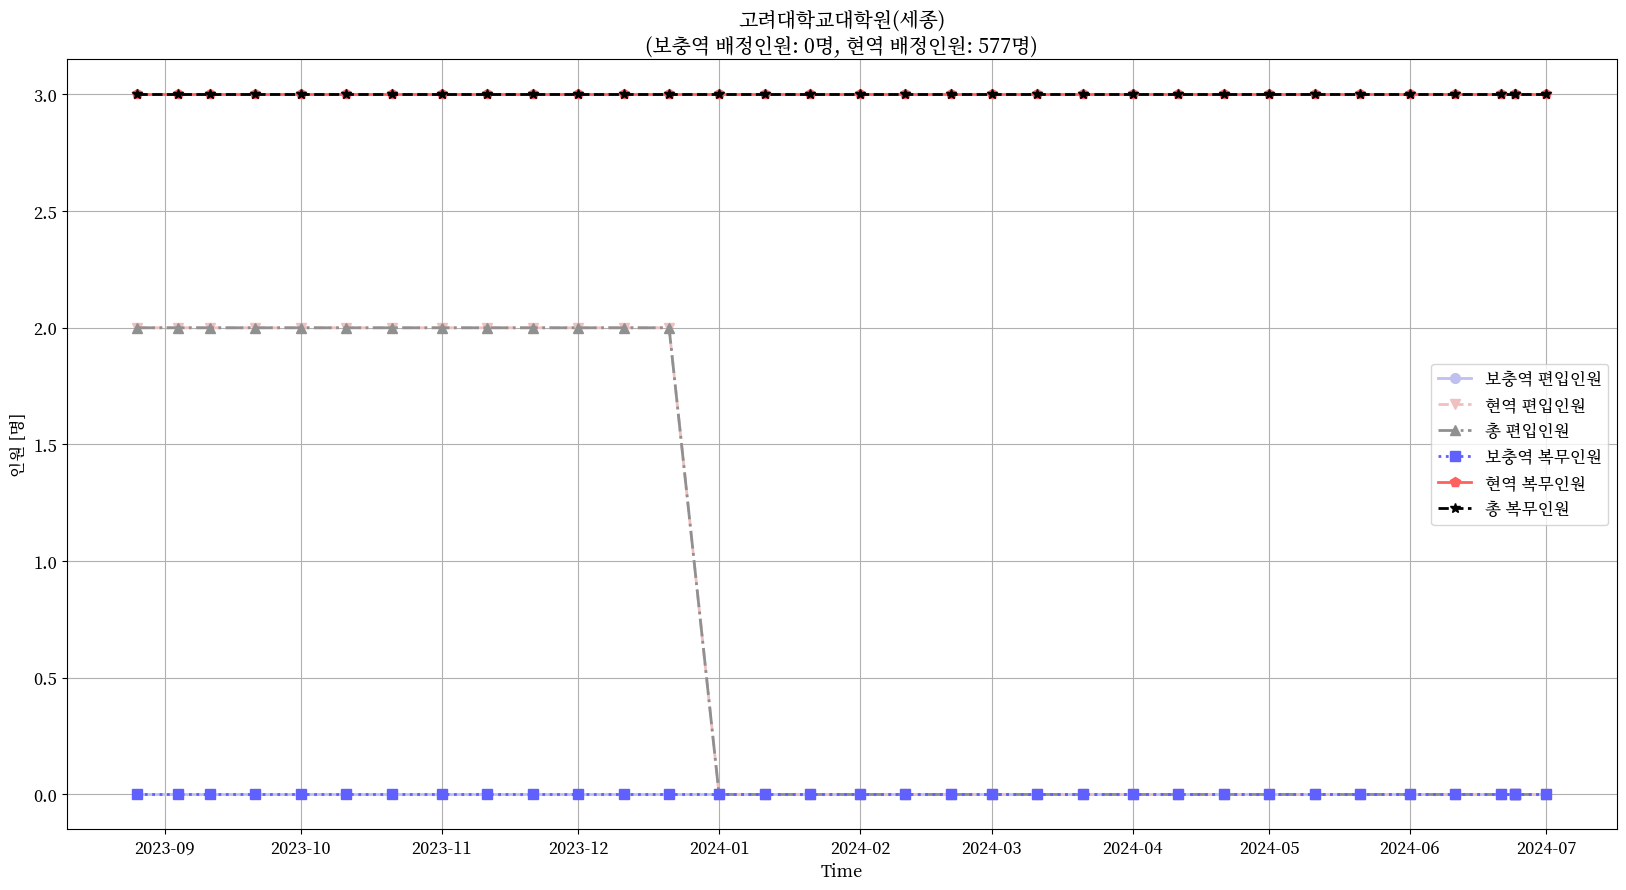 고려대학교대학원(세종)
(보충역 배정인원: 0명, 현역 배정인원: 577명)
인원 [명]
3.0
2.5
2.0
1.5
1.0
0.5
0.0
보충역 편입인원
현역 편입인원
총 편입인원
보충역 복무인원
현역 복무인원
총 복무인원
2023-09 2023-10 2023-11 2023-12 2024-01 2024-02 2024-03 2024-04 2024-05 2024-06 2024-07
Time